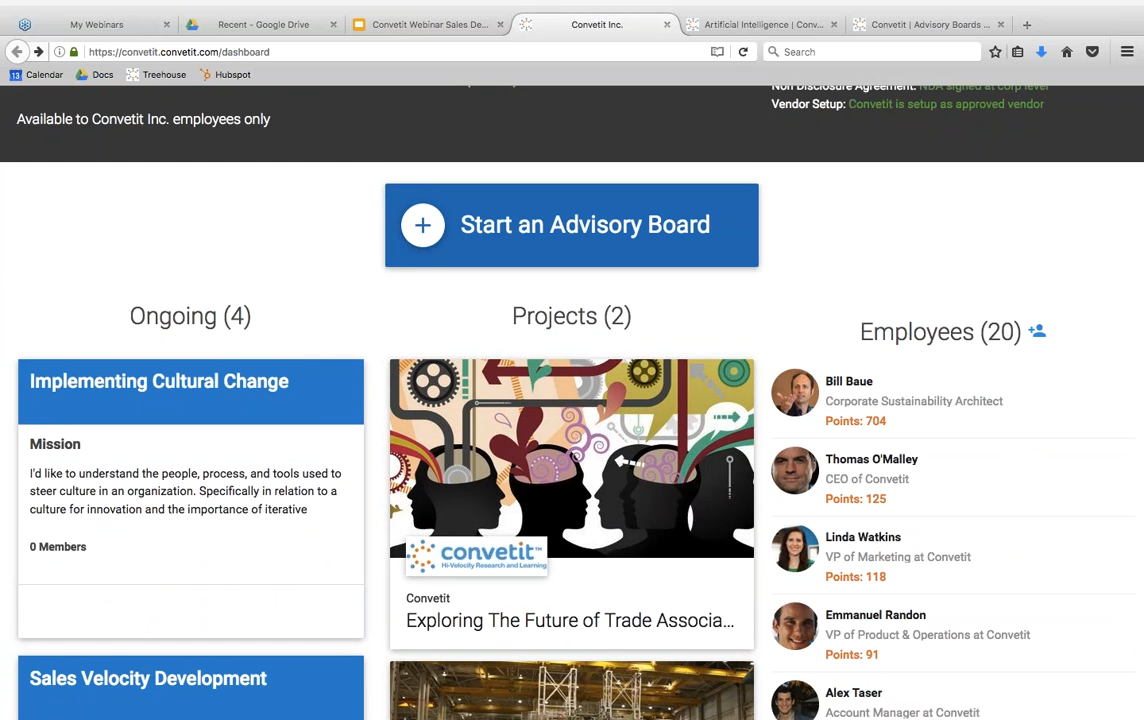 My Webinars
Recent - Google Drive
Convetit Webinar Sales De...
Convetit Inc.
Artificial Intelligence | Conv...
Convetit | Advisory Boards ...
https://convetit.convetit.com/dashboard
Search
13 Calendar
Docs
Treehouse
Hubspot
Available to Convetit Inc. employees only
Non Disclosure Agreement: NDA signed at corp level
Vendor Setup: Convetit is setup as approved vendor
+ Start an Advisory Board
Ongoing (4)
Implementing Cultural Change
Mission
I'd like to understand the people, process, and tools used to
steer culture in an organization. Specifically in relation to a
culture for innovation and the importance of iterative
0 Members
Sales Velocity Development
Projects (2)
convetit™
Hi-Velocity Research and Learning
Convetit
Exploring The Future of Trade Associa...
Employees (20)
Bill Baue
Corporate Sustainability Architect
Points: 704
Thomas O'Malley
CEO of Convetit
Points: 125
Linda Watkins
VP of Marketing at Convetit
Points: 118
Emmanuel Randon
VP of Product & Operations at Convetit
Points: 91
Alex Taser
Account Manager at Convetit